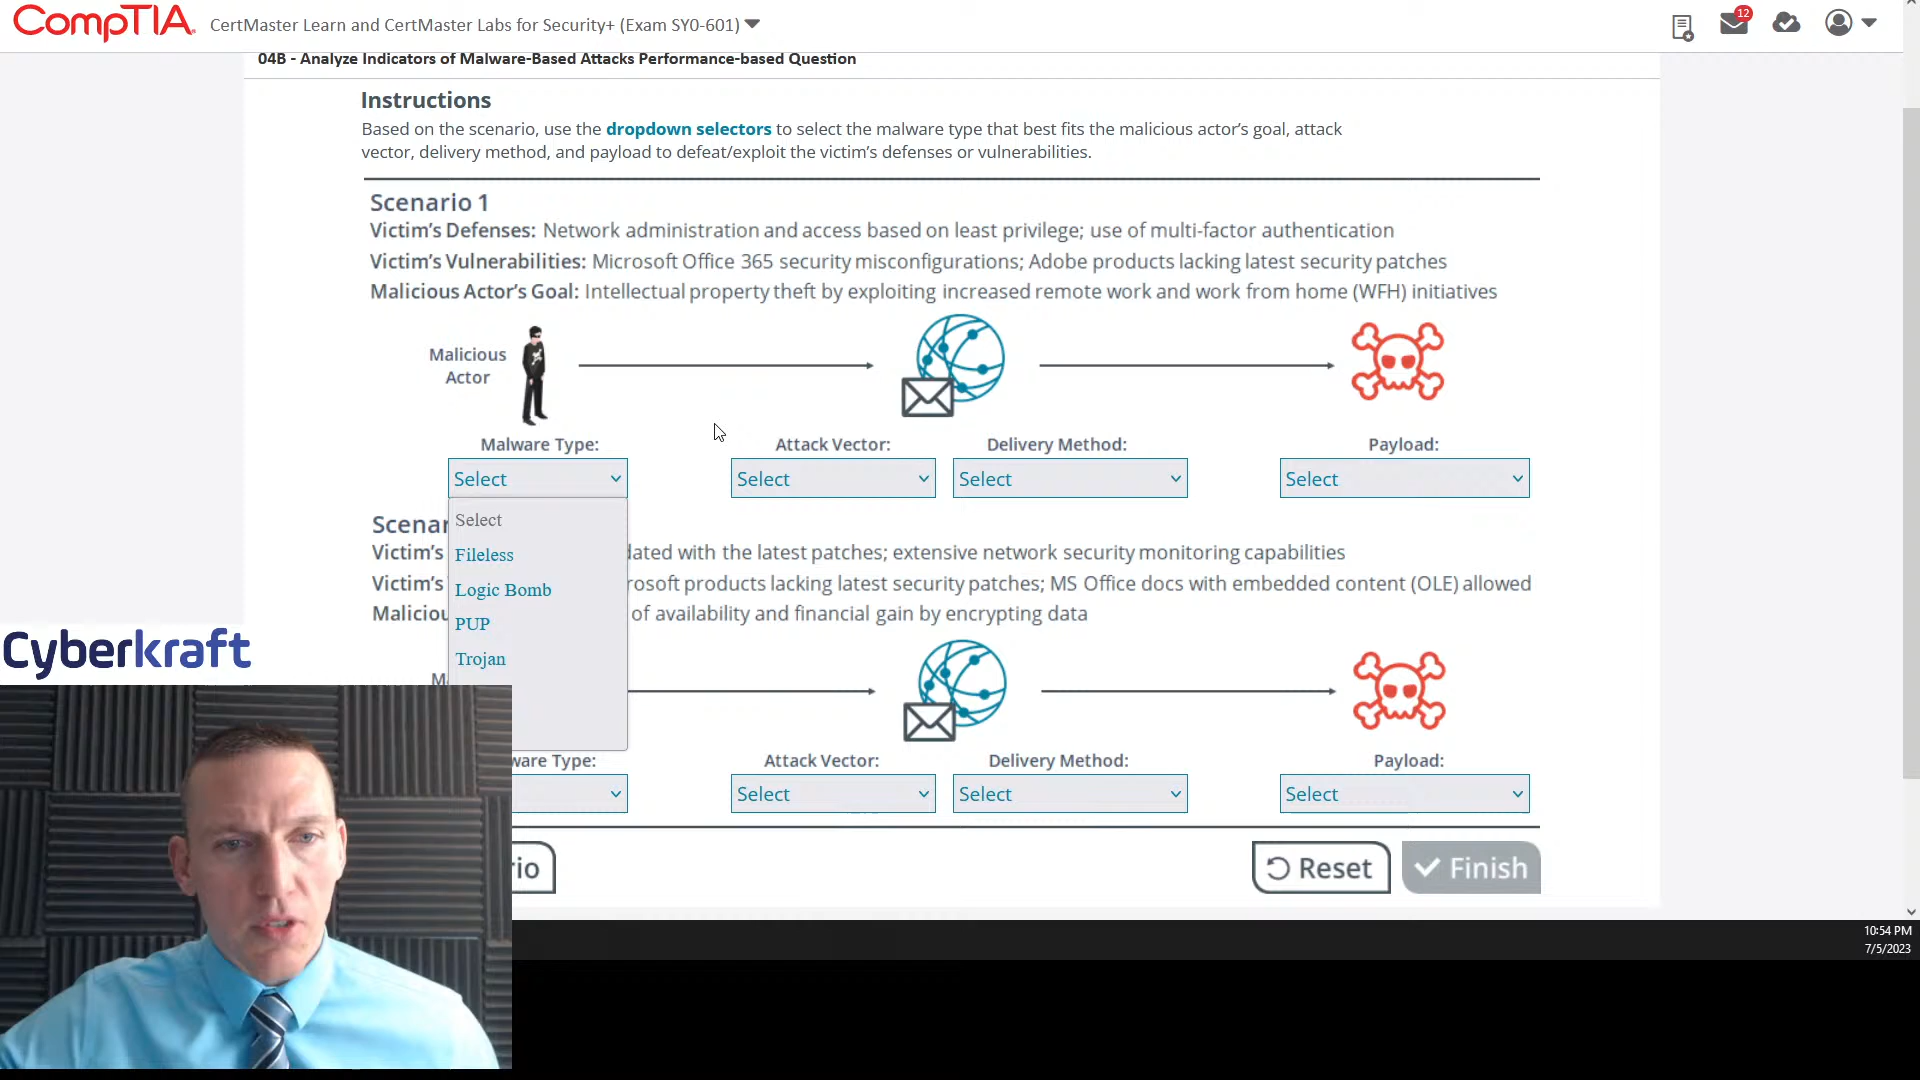 CompTIA.
CertMaster Learn and CertMaster Labs for Security+ (Exam SY0-601)
12
04B - Analyze Indicators of Malware-Based Attacks Performance-based Question
Instructions
Based on the scenario, use the dropdown selectors to select the malware type that best fits the malicious actor's goal, attack
vector, delivery method, and payload to defeat/exploit the victim's defenses or vulnerabilities.
Scenario 1
Victim's Defenses: Network administration and access based on least privilege; use of multi-factor authentication
Victim's Vulnerabilities: Microsoft Office 365 security misconfigurations; Adobe products lacking latest security patches
Malicious Actor's Goal: Intellectual property theft by exploiting increased remote work and work from home (WFH) initiatives
Malicious
Actor
Malware Type: Attack Vector: Delivery Method: Payload:
Select Select Select Select
Select
Fileless
Logic Bomb
PUP
Trojan
Scenar
Victim's dated with the latest patches; extensive network security monitoring capabilities
Victim's rosoft products lacking latest security patches; MS Office docs with embedded content (OLE) allowed
Maliciou of availability and financial gain by encrypting data
Cyberkraft
Ma
ware Type: Attack Vector: Delivery Method: Payload:
Select Select Select
io Reset Finish
10:54 PM
7/5/2023